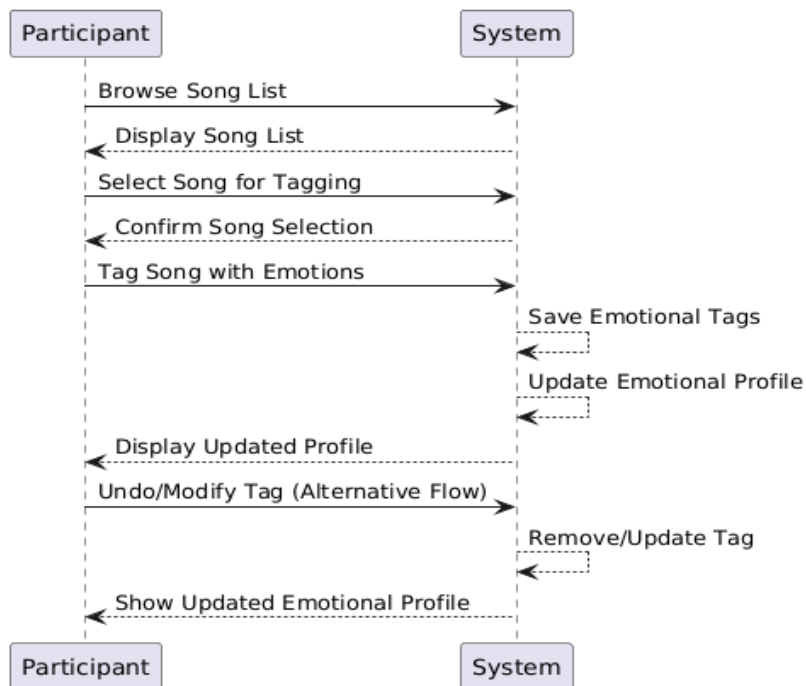 Participant System
Browse Song List
Display Song List
Select Song for Tagging
Confirm Song Selection
Tag Song with Emotions
Save Emotional Tags
Update Emotional Profile
Display Updated Profile
Undo/Modify Tag (Alternative Flow)
Remove/Update Tag
Show Updated Emotional Profile
Participant System